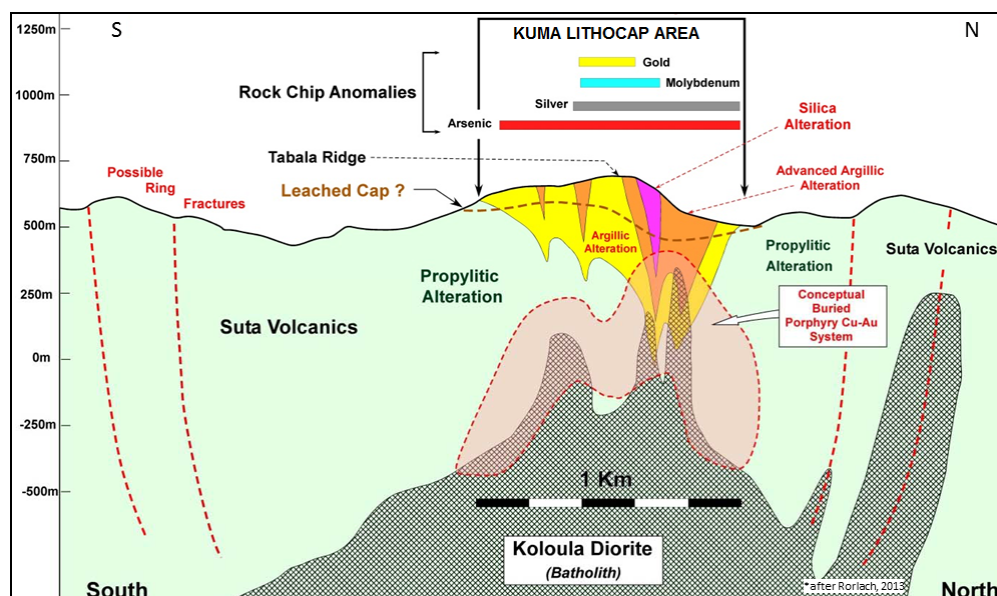 S
N
1250m
1000m
750m
500m
250m
0m
-250m
-500m
KUMA LITHOCAP AREA
Gold
Molybdenum
Silver
Arsenic
Rock Chip Anomalies
Silica
Alteration
Tabala Ridge
Advanced Argillic
Alteration
Possible
Ring
Fractures
Leached Cap ?
Argillic
Alteration
Propylitic
Alteration
Suta Volcanics
Propylitic
Alteration
Suta Volcanics
Conceptual
Buried
Porphyry Cu-Au
System
1 Km
Koloula Diorite
(Batholith)
*after Rorlach, 2013
South
North